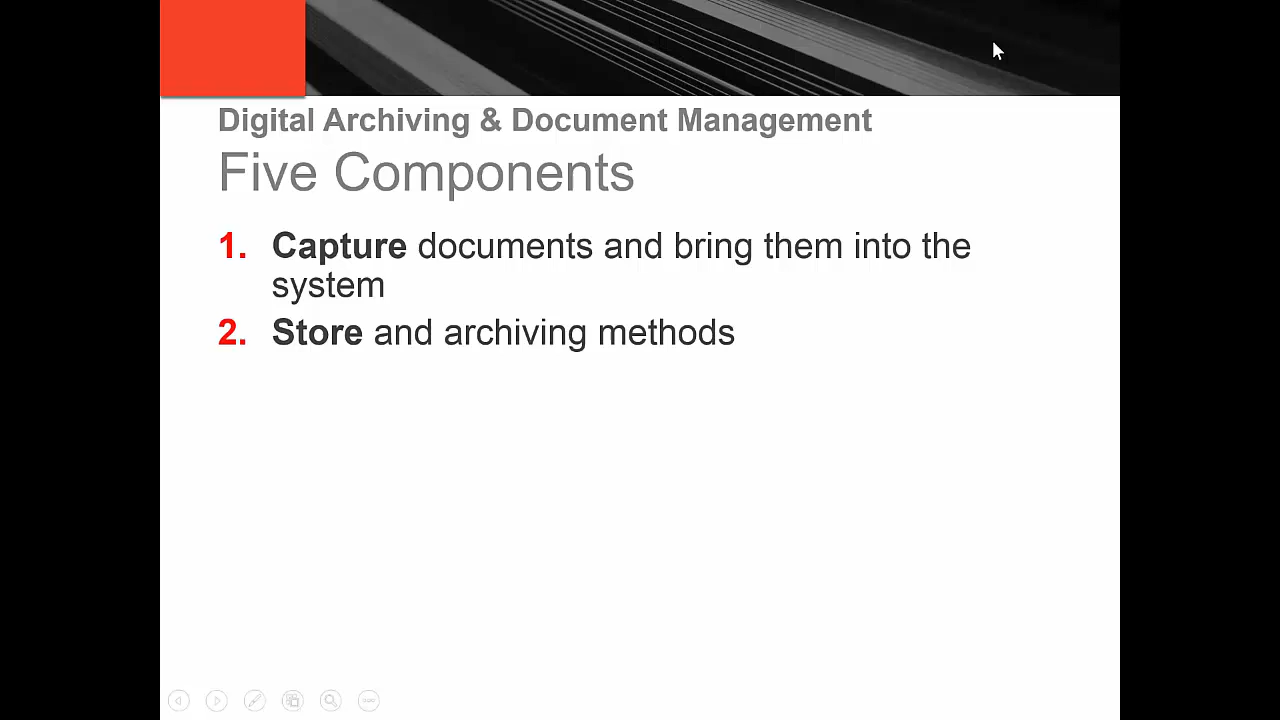 Digital Archiving & Document Management
Five Components
1. Capture documents and bring them into the
system
2. Store and archiving methods